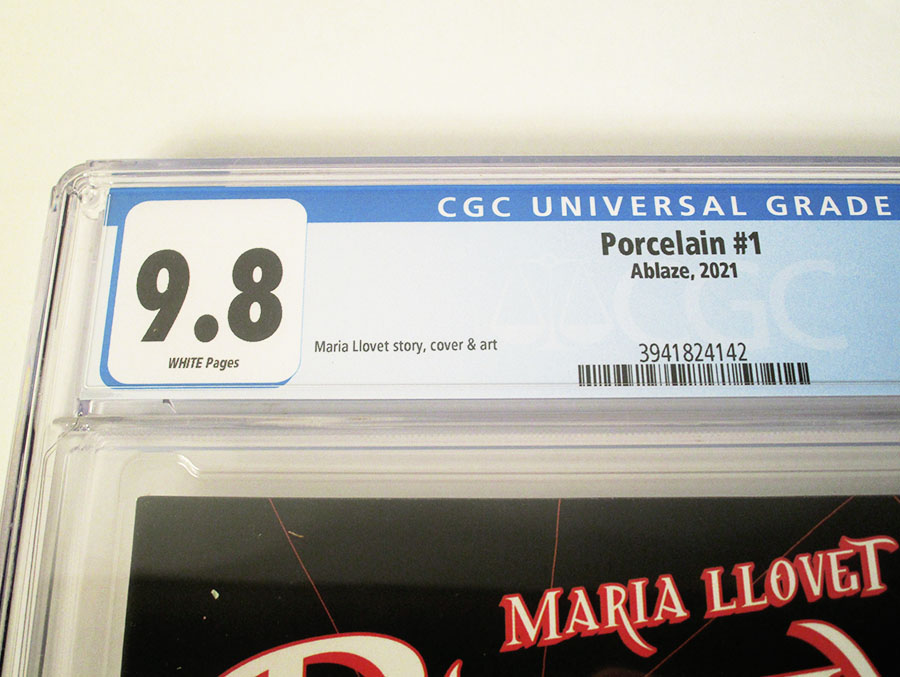 CGC UNIVERSAL GRADE
Porcelain #1
Ablaze, 2021
9.8
WHITE Pages
Maria Llovet story, cover & art
3941824142
CGC
MARIA LLOVET